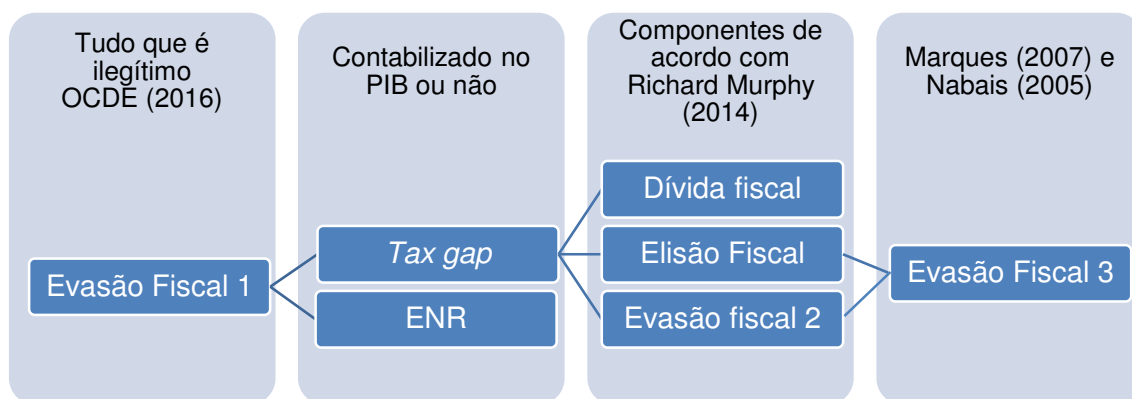 Tudo que é
ilegítimo
OCDE (2016)
Evasão Fiscal 1
Contabilizado no
PIB ou não
Tax gap
ENR
Componentes de
acordo com
Richard Murphy
(2014)
Dívida fiscal
Elisão Fiscal
Evasão fiscal 2
Marques (2007) e
Nabais (2005)
Evasão Fiscal 3